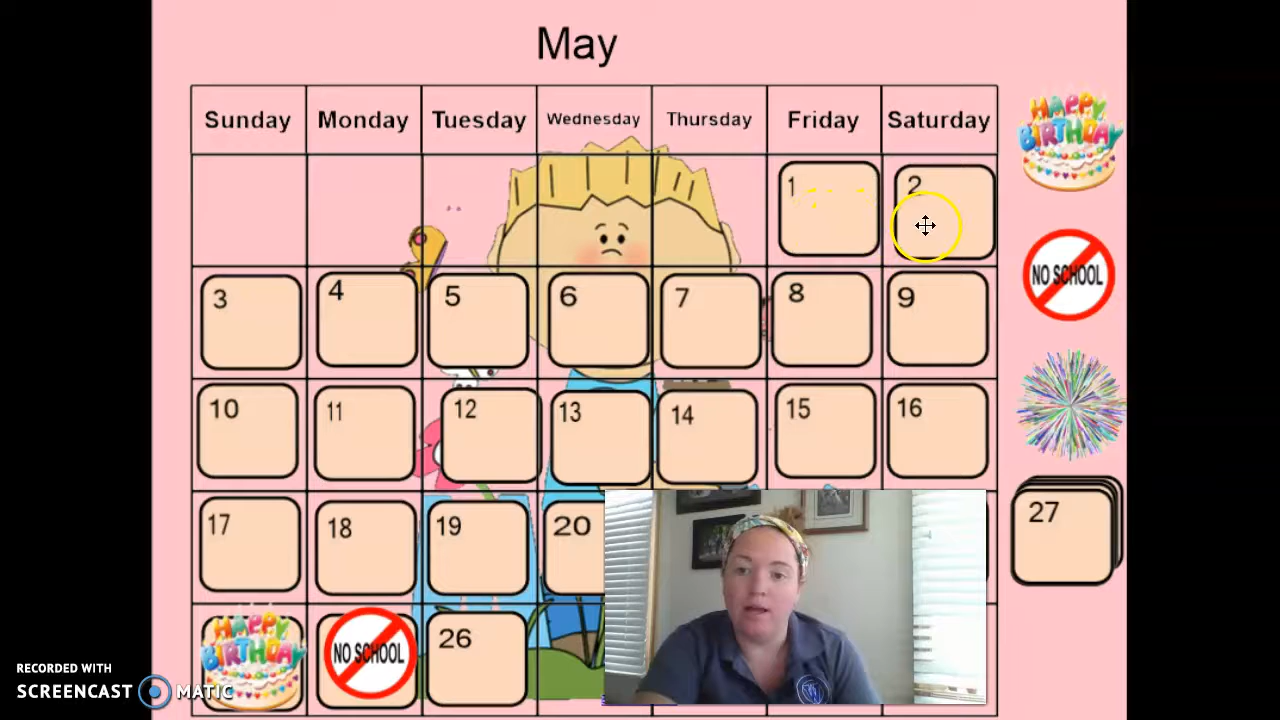 May
Sunday Monday Tuesday Wednesday Thursday Friday Saturday
HAPPY BIRTHDAY
1 2
NO SCHOOL
3 4 5 6 7 8 9
10 11 12 13 14 15 16
17 18 19 20
27
HAPPY BIRTHDAY NO SCHOOL 26
RECORDED WITH
SCREENCAST MATIC